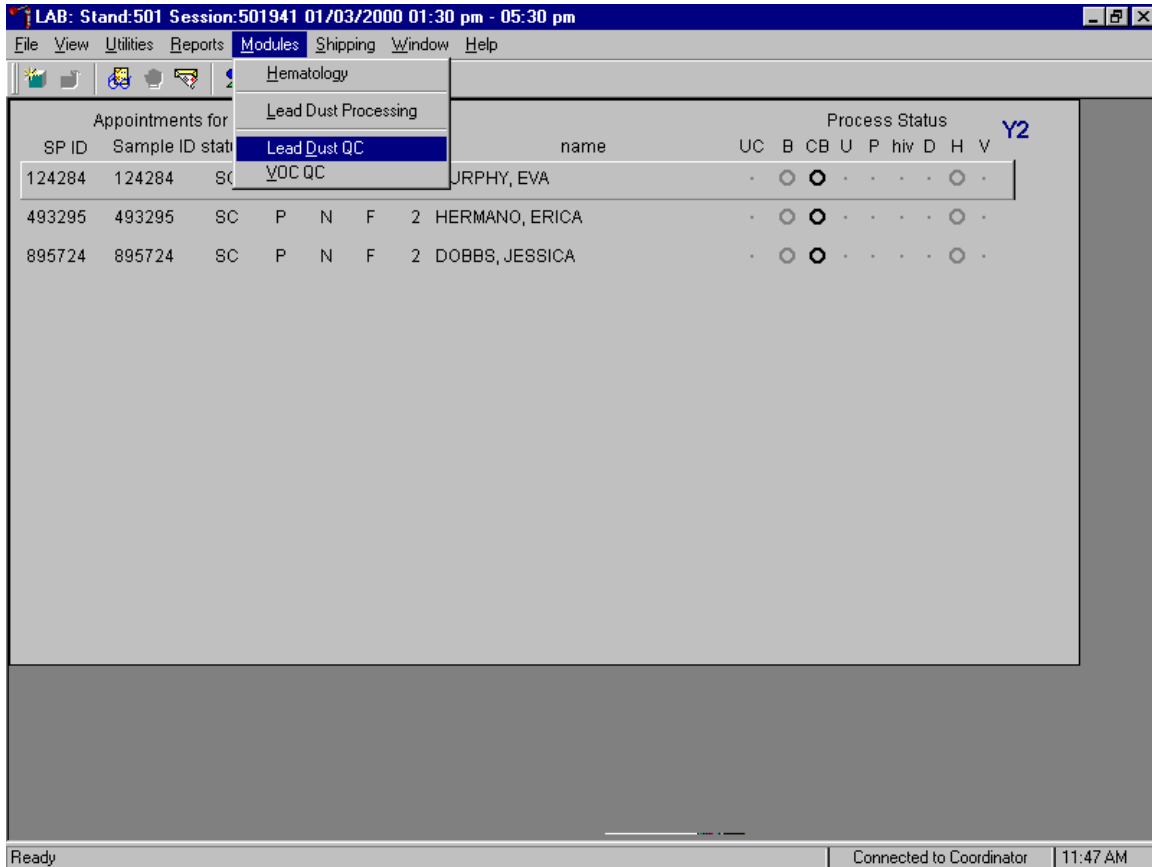 LAB: Stand:501 Session:501941 01/03/2000 01:30 pm - 05:30 pm
File View Utilities Reports Modules Shipping Window Help
Hematology
Lead Dust Processing
Lead Dust QC
VOC QC
Appointments for Process Status Y2
SP ID Sample ID name UC B CB U P hiv D H V
124284 124284 EVA
493295 493295 SC P N F 2 HERMANO, ERICA
895724 895724 SC P N F 2 DOBBS, JESSICA
Ready Connected to Coordinator 11:47 AM